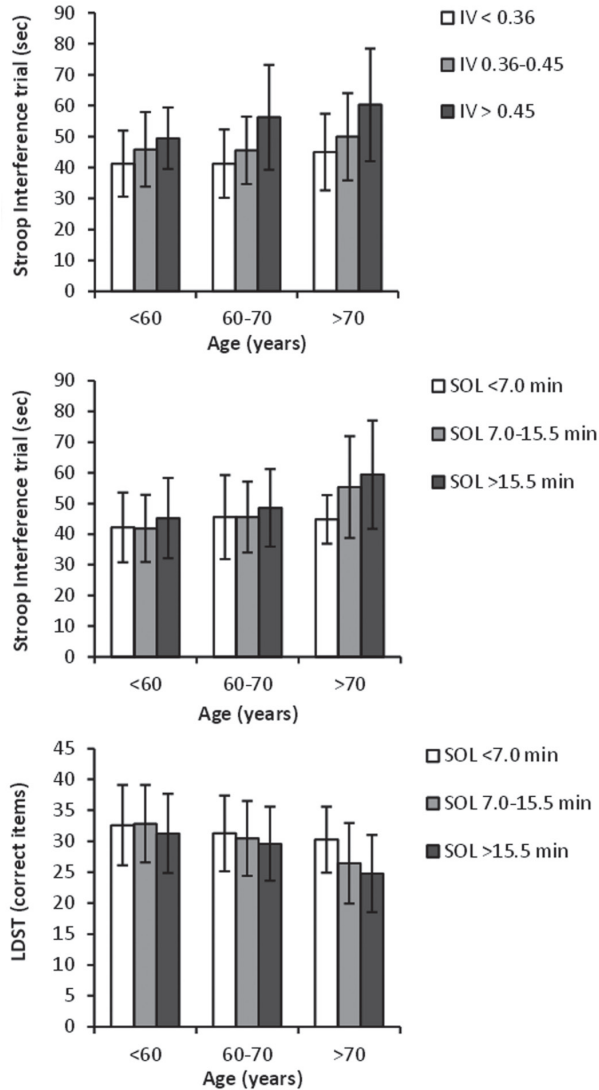 Stroop Interference trial (sec)
90
80
70
60
50
40
30
20
10
0
<60
60-70
>70
Age (years)
IV < 0.36
IV 0.36-0.45
IV > 0.45
Stroop Interference trial (sec)
90
80
70
60
50
40
30
20
10
0
<60
60-70
>70
Age (years)
SOL <7.0 min
SOL 7.0-15.5 min
SOL >15.5 min
LDST (correct items)
45
40
35
30
25
20
15
10
5
0
<60
60-70
>70
Age (years)
SOL <7.0 min
SOL 7.0-15.5 min
SOL >15.5 min